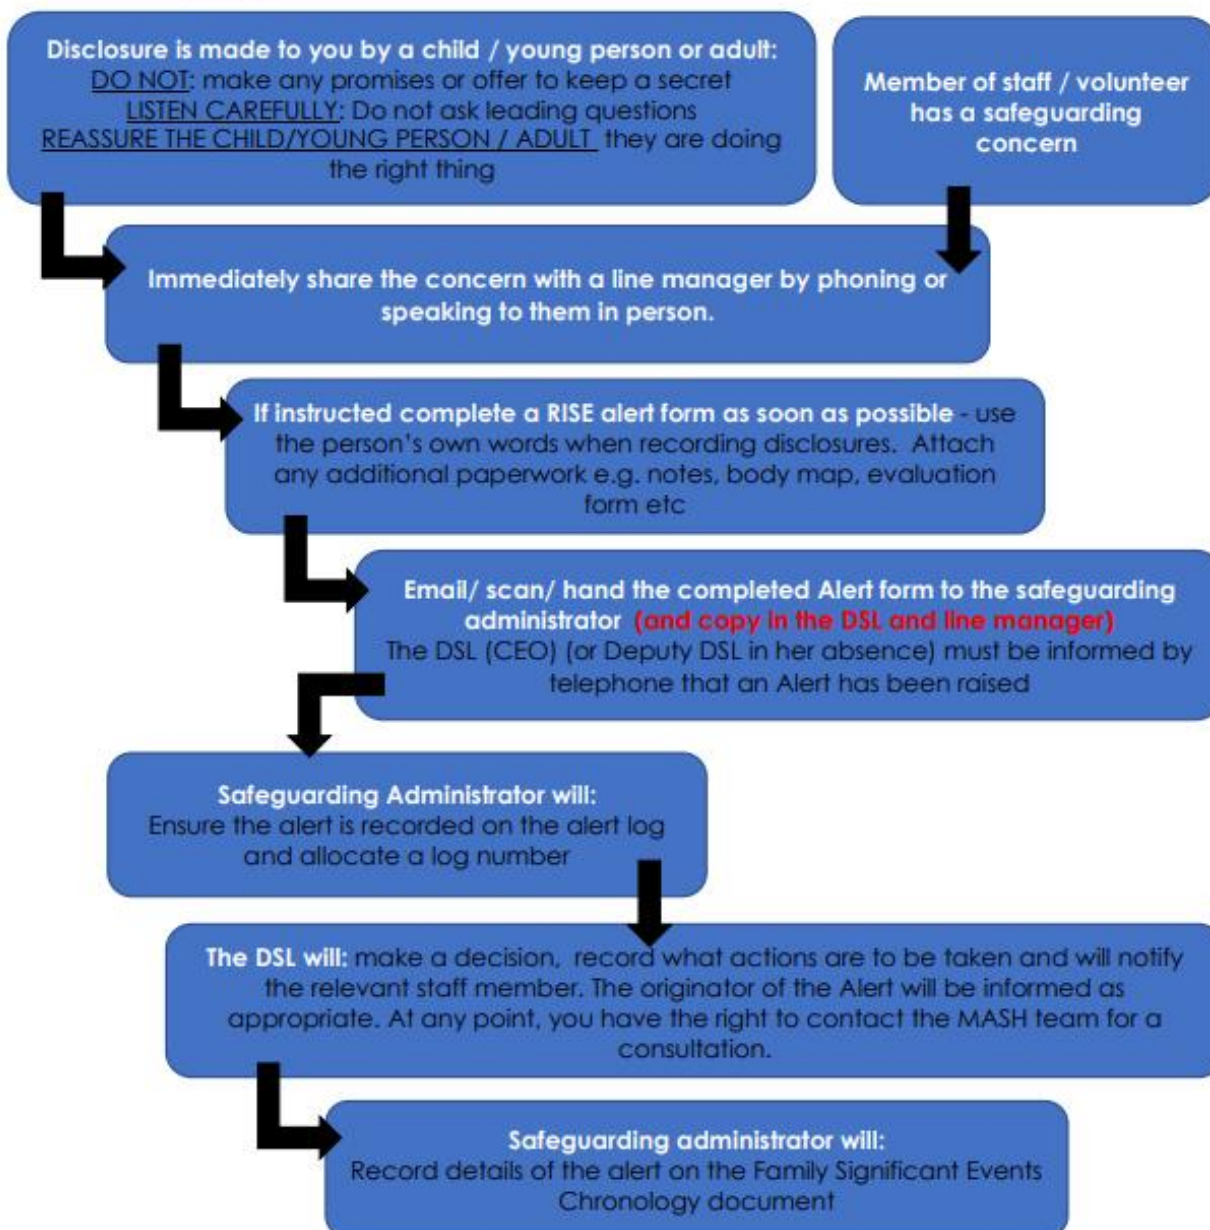 Disclosure is made to you by a child / young person or adult:
DO NOT: make any promises or offer to keep a secret
LISTEN CAREFULLY: Do not ask leading questions
REASSURE THE CHILD/YOUNG PERSON / ADULT they are doing
the right thing
Member of staff / volunteer
has a safeguarding
concern
Immediately share the concern with a line manager by phoning or
speaking to them in person.
If instructed complete a RISE alert form as soon as possible - use
the person's own words when recording disclosures. Attach
any additional paperwork e.g. notes, body map, evaluation
form etc
Email/ scan/ hand the completed Alert form to the safeguarding
administrator (and copy in the DSL and line manager)
The DSL (CEO) (or Deputy DSL in her absence) must be informed by
telephone that an Alert has been raised
Safeguarding Administrator will:
Ensure the alert is recorded on the alert log
and allocate a log number
The DSL will: make a decision, record what actions are to be taken and will notify
the relevant staff member. The originator of the Alert will be informed as
appropriate. At any point, you have the right to contact the MASH team for a
consultation.
Safeguarding administrator will:
Record details of the alert on the Family Significant Events
Chronology document